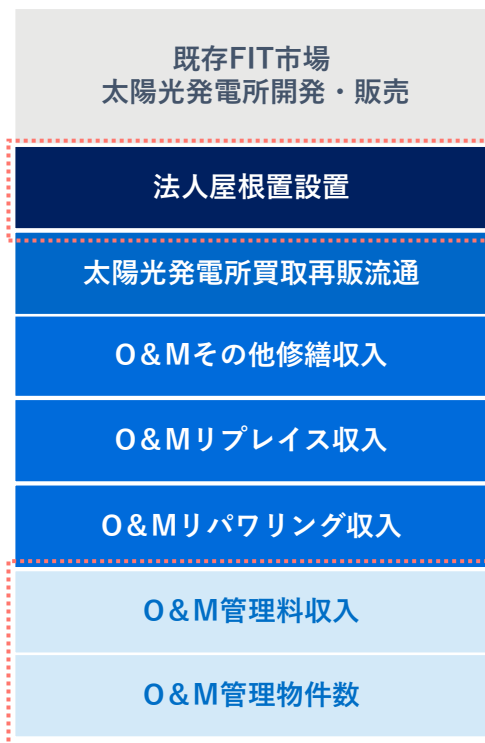 既存FIT市場
太陽光発電所開発・販売
法人屋根置設置
太陽光発電所買取再販流通
O&Mその他修繕収入
O&Mリプレイス収入
O&Mリパワリング収入
O&M管理料収入
O&M管理物件数